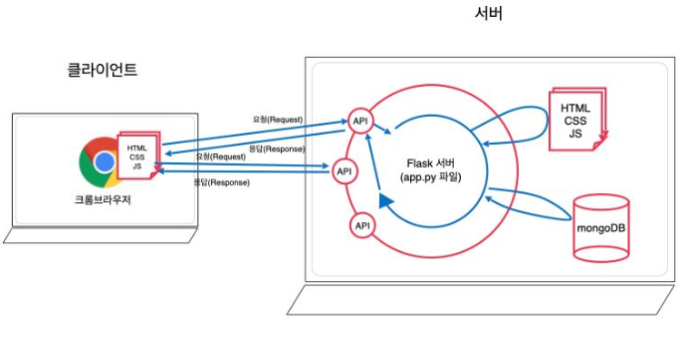 서버
클라이언트
HTML
CSS
JS
크롬브라우저
요청(Request)
응답(Response)
요청(Request)
응답(Response)
API
API
API
Flask 서버
(app.py 파일)
HTML
CSS
JS
mongoDB